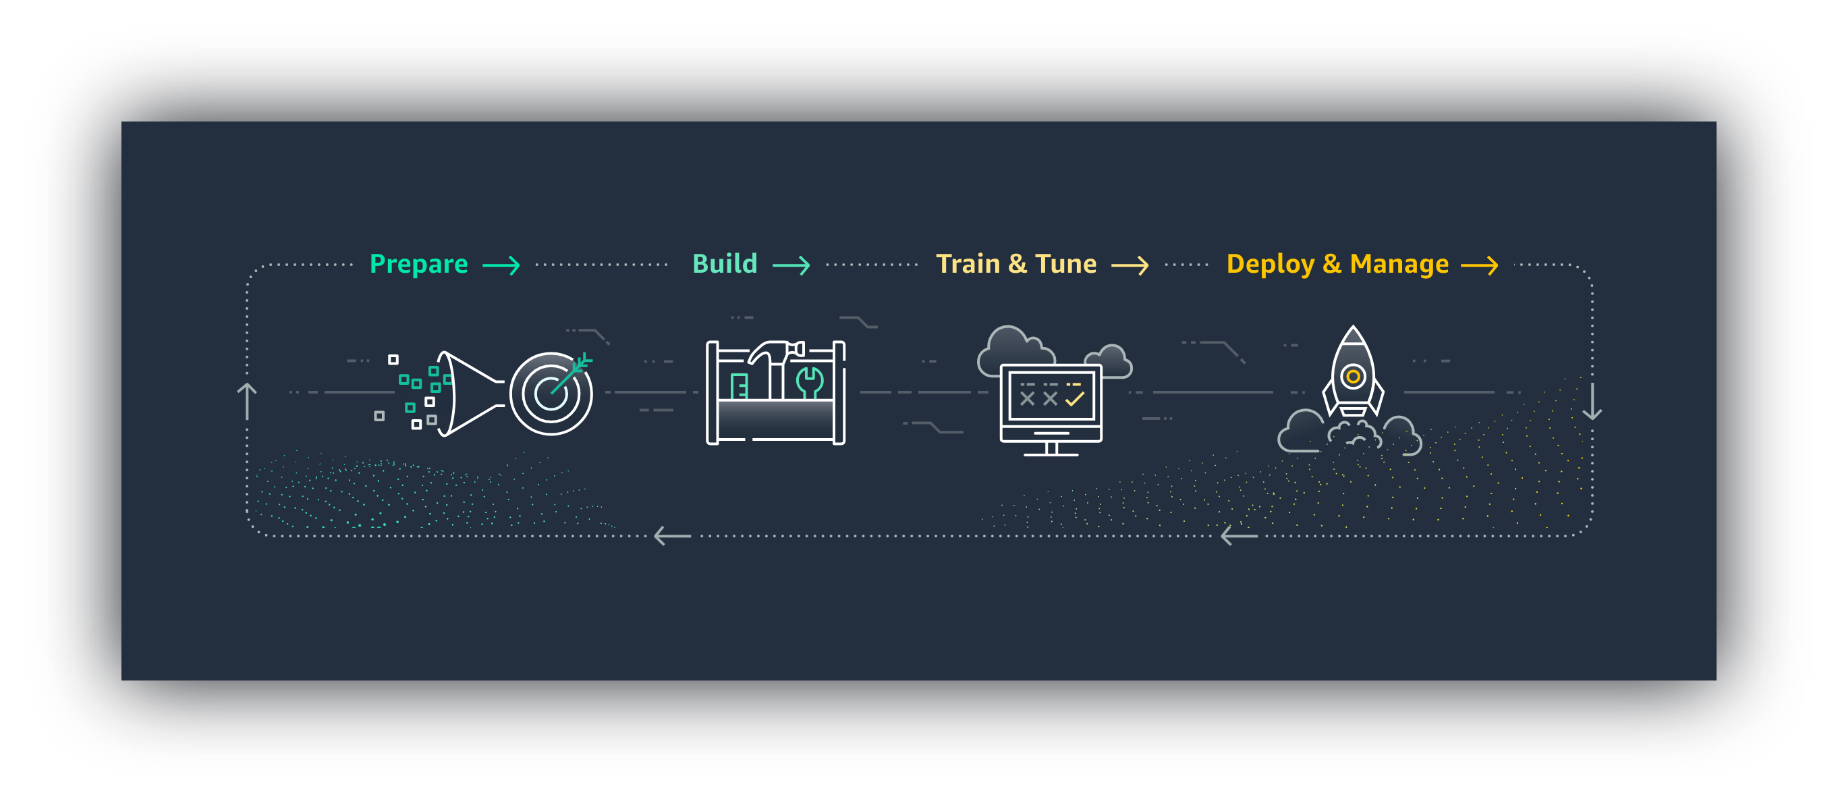 Prepare
Build
Train & Tune
Deploy & Manage